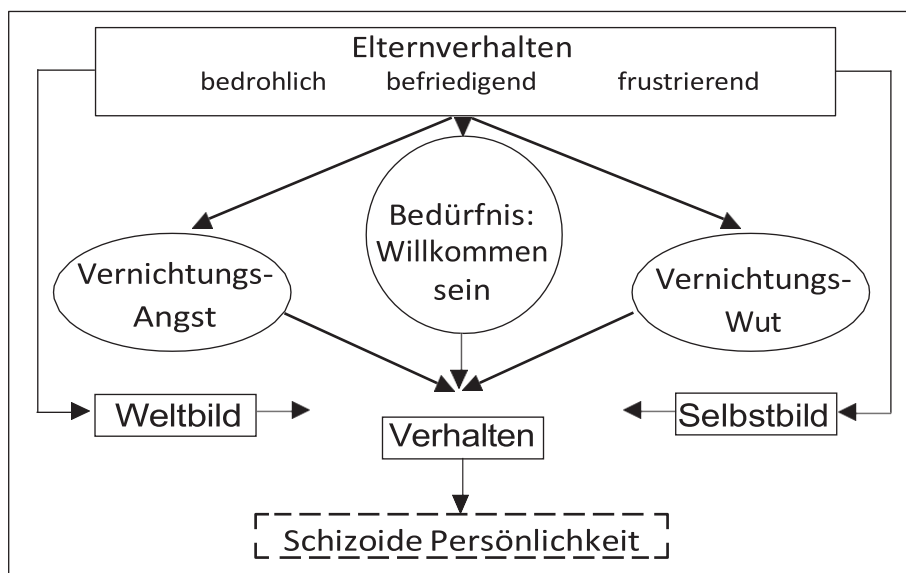 Elternverhalten
bedrohlich befriedigend frustrierend
Bedürfnis:
Willkommen
sein
Vernichtungs-
Angst
Vernichtungs-
Wut
Weltbild
Verhalten
Selbstbild
Schizoide Persönlichkeit